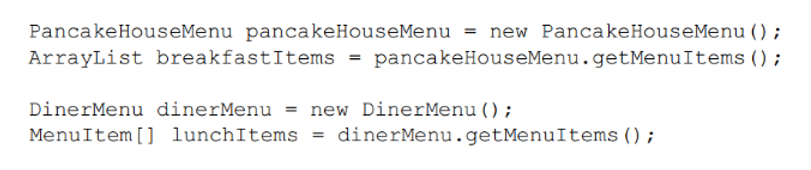 PancakeHouseMenu pancakeHouseMenu = new PancakeHouseMenu();
ArrayList breakfastItems = pancakeHouseMenu.getMenuItems();
DinerMenu dinerMenu = new DinerMenu();
MenuItem[] lunchItems = dinerMenu.getMenuItems();